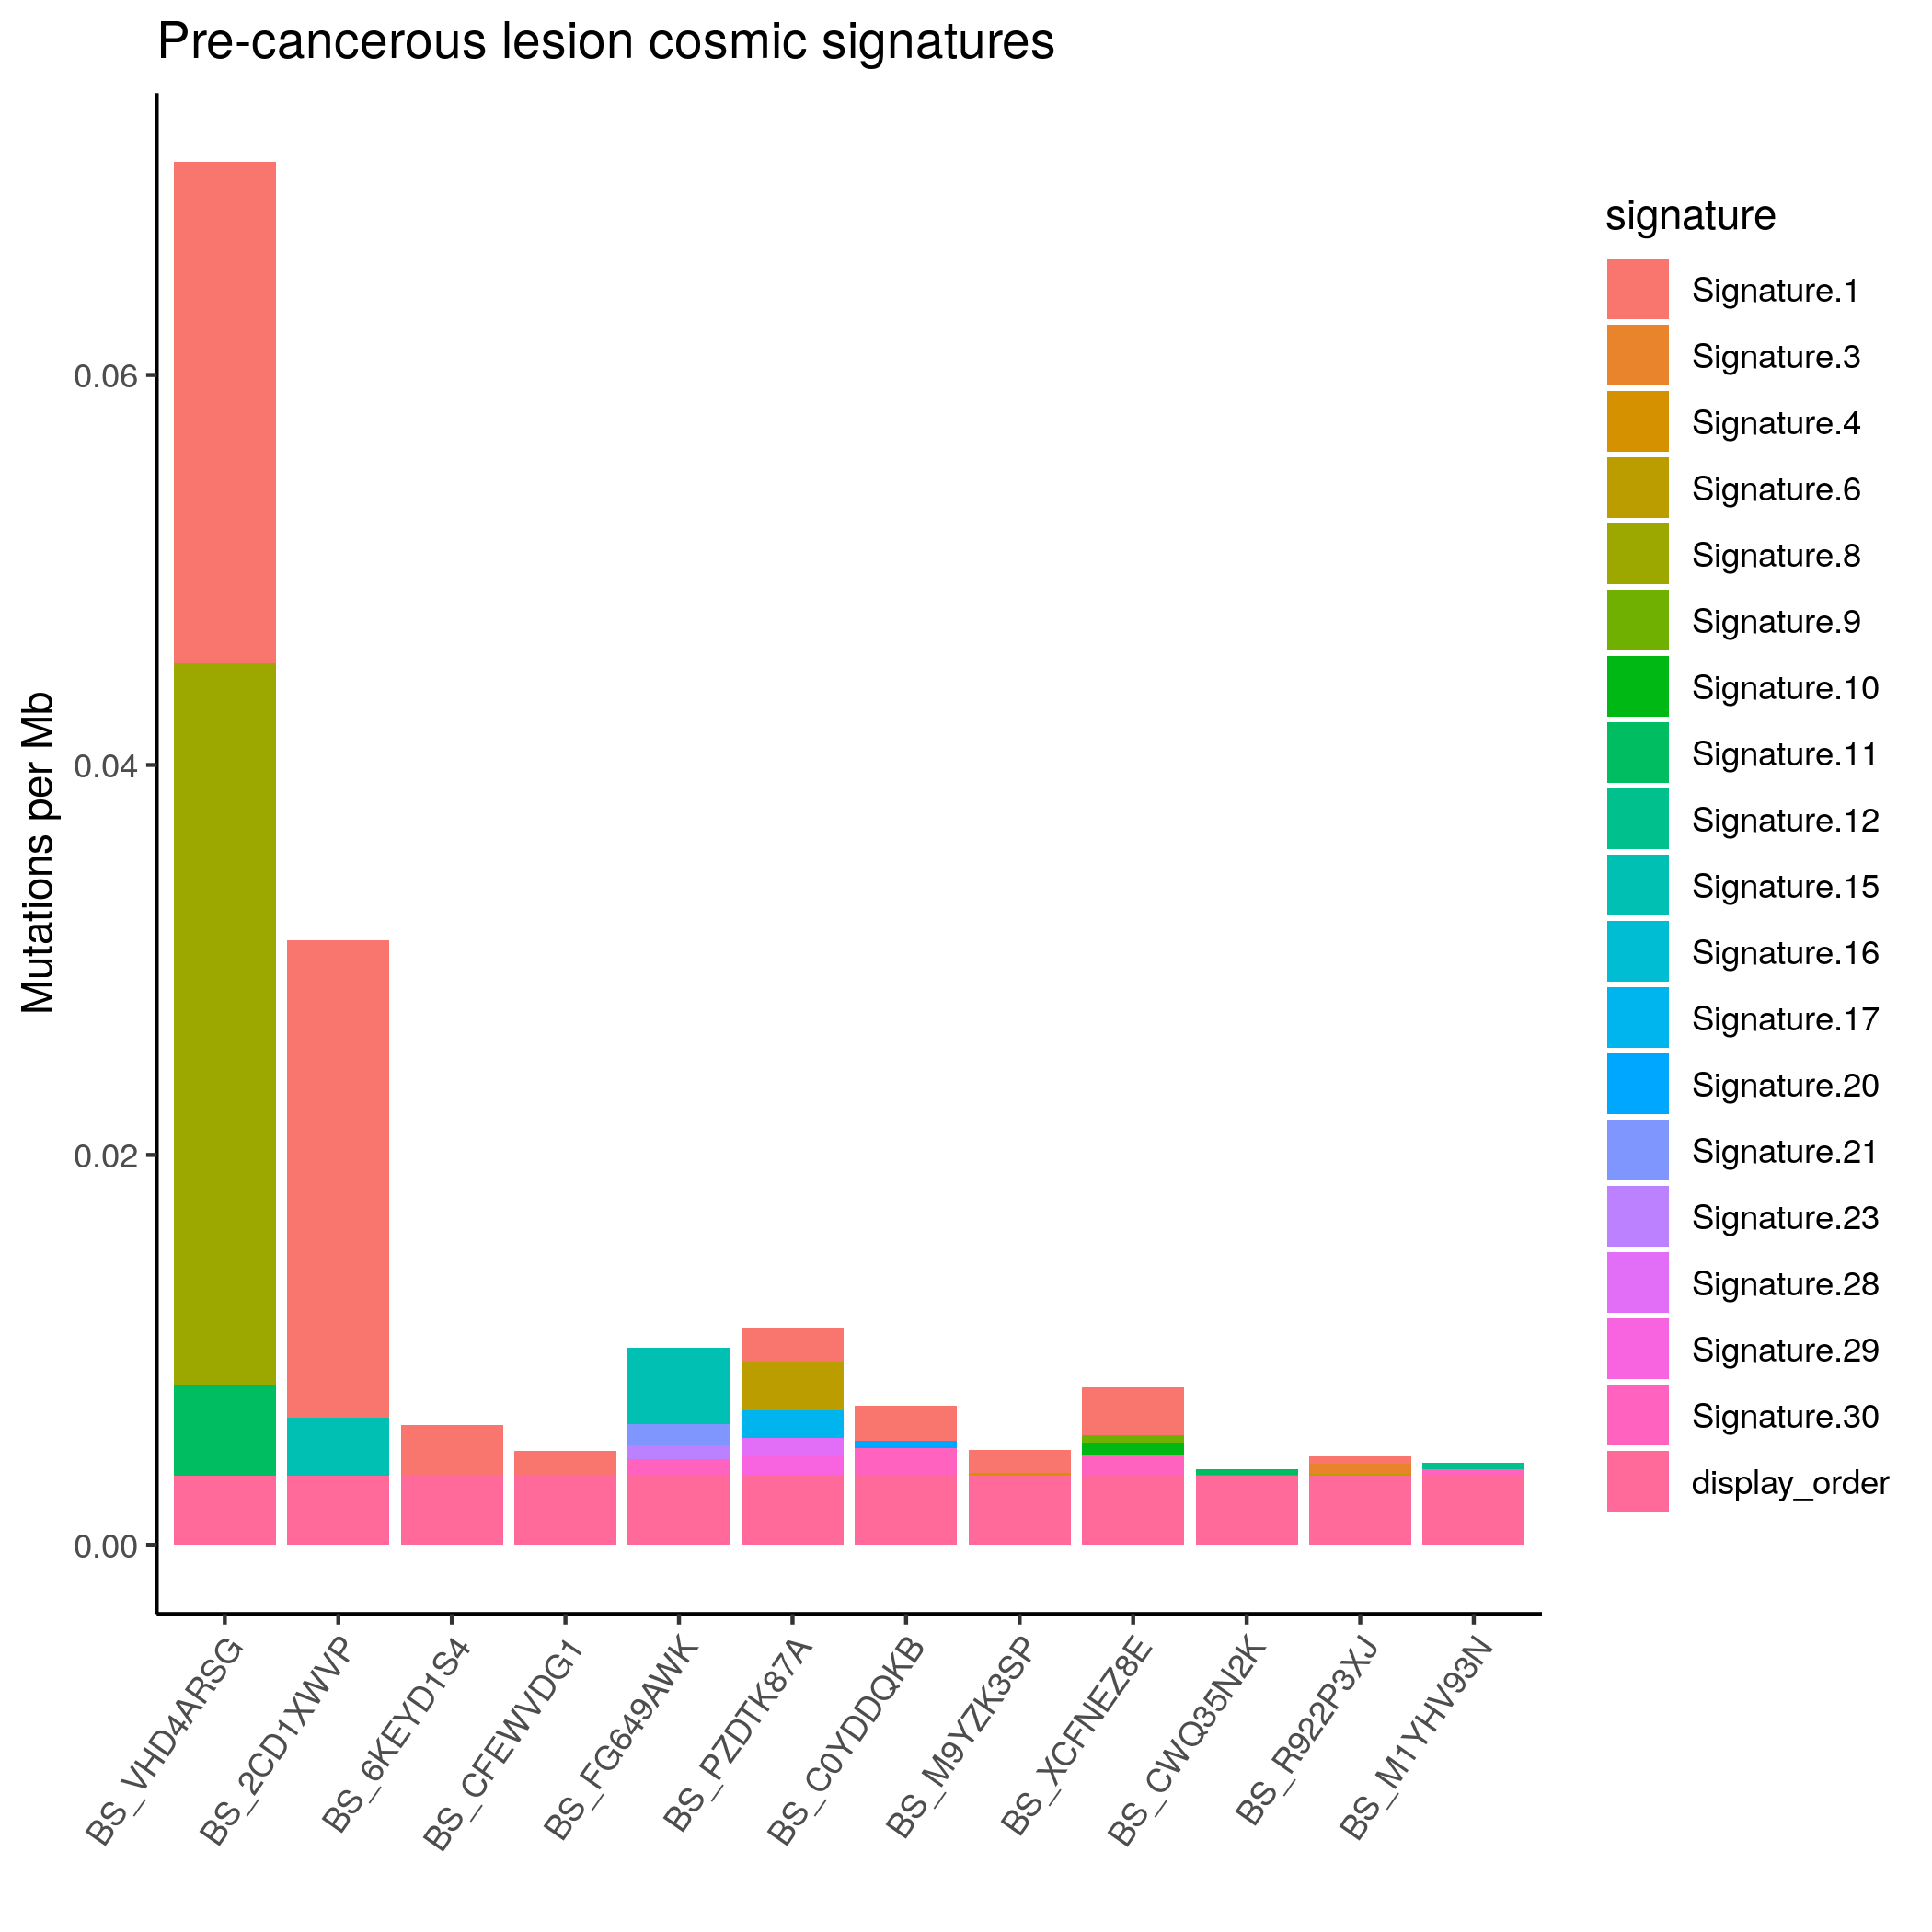 Pre-cancerous lesion cosmic signatures
Mutations per Mb
0.06
0.04
0.02
0.00
BS_VHD4ARSG
BS_2CD1XWVP
BS_6KEYD1S4
BS_CFEWVDG1
BS_FG649AWK
BS_PZDTK87A
BS_C0YDDQKB
BS_M9YZK3SP
BS_XCFNEZ8E
BS_CWQ35N2K
BS_R922P3XJ
BS_M1YHV93N
signature
Signature.1
Signature.3
Signature.4
Signature.6
Signature.8
Signature.9
Signature.10
Signature.11
Signature.12
Signature.15
Signature.16
Signature.17
Signature.20
Signature.21
Signature.23
Signature.28
Signature.29
Signature.30
display_order